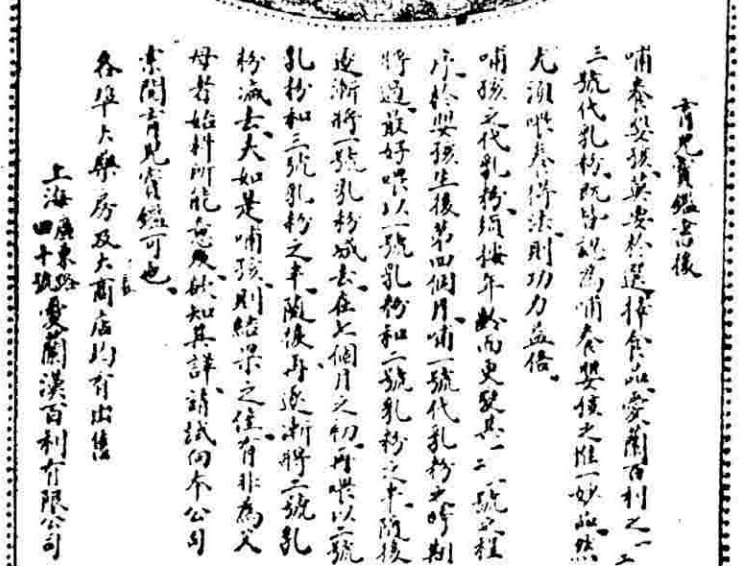 育兒寶鑑書後
哺養嬰孩、莫要於選擇食品、愛蘭百利之一二
三號代乳粉、旣皆認為哺養嬰孩之惟一妙品、然
尤須喂養得法、則功力益倍。
哺孩之代乳粉、須按年齡而更發其一二號之程
序、於嬰孩生後第四個月、哺一號代乳粉之時期
將過、最好喂以一號乳粉和二號乳粉之半、隨後
逐漸將一號乳粉減去、在七個月之初、再喂以二號
乳粉和三號乳粉之半、隨後再逐漸將二號乳
粉減去、夫如是哺孩、則結果之佳、有非為父
母者始料所能意及、欲知其詳、請試向本公司
索閱育兒寶鑑可也、
各埠大藥房及大商店均有出售
上海廣東路四十號愛蘭漢百利有限公司